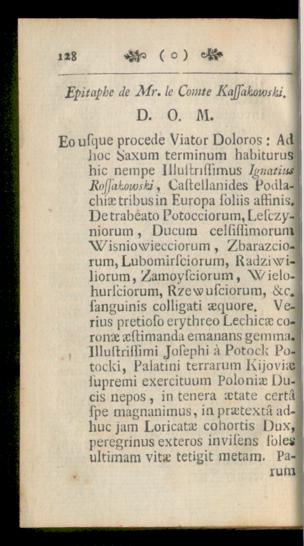 128 ( o )
Epitaphe de Mr. le Comte Kaſſakowski.
D. O. M.
Eo uſque procede Viator Doloros: Ad
hoc Saxum terminum habiturus
hic nempe Illuſtriſſimus Ignatius
Roſſakowski, Caſtellanides Podla-
chiæ tribus in Europa ſoliis affinis.
De trabeato Potocciorum, Leſczy-
niorum, Ducum celſiſſimorum
Wisniowiecciorum, Zbarazcio-
rum, Lubomirſciorum, Radziwi-
liorum, Zamoyſciorum, Wielo-
hurſciorum, Rzewuſciorum, &c.
ſanguinis colligati æquore. Ve-
rius pretioſo erythreo Lechicæ co-
ronæ æſtimanda emanans gemma.
Illuſtriſſimi Joſephi à Potock Po-
tocki, Palatini terrarum Kijoviæ
ſupremi exercituum Poloniæ Du-
cis nepos, in tenera ætate certâ
ſpe magnanimus, in prætextâ ad-
huc jam Loricatæ cohortis Dux,
peregrinus exteros inviſens ſoles
ultimam vitæ tetigit metam. Pa-
rum